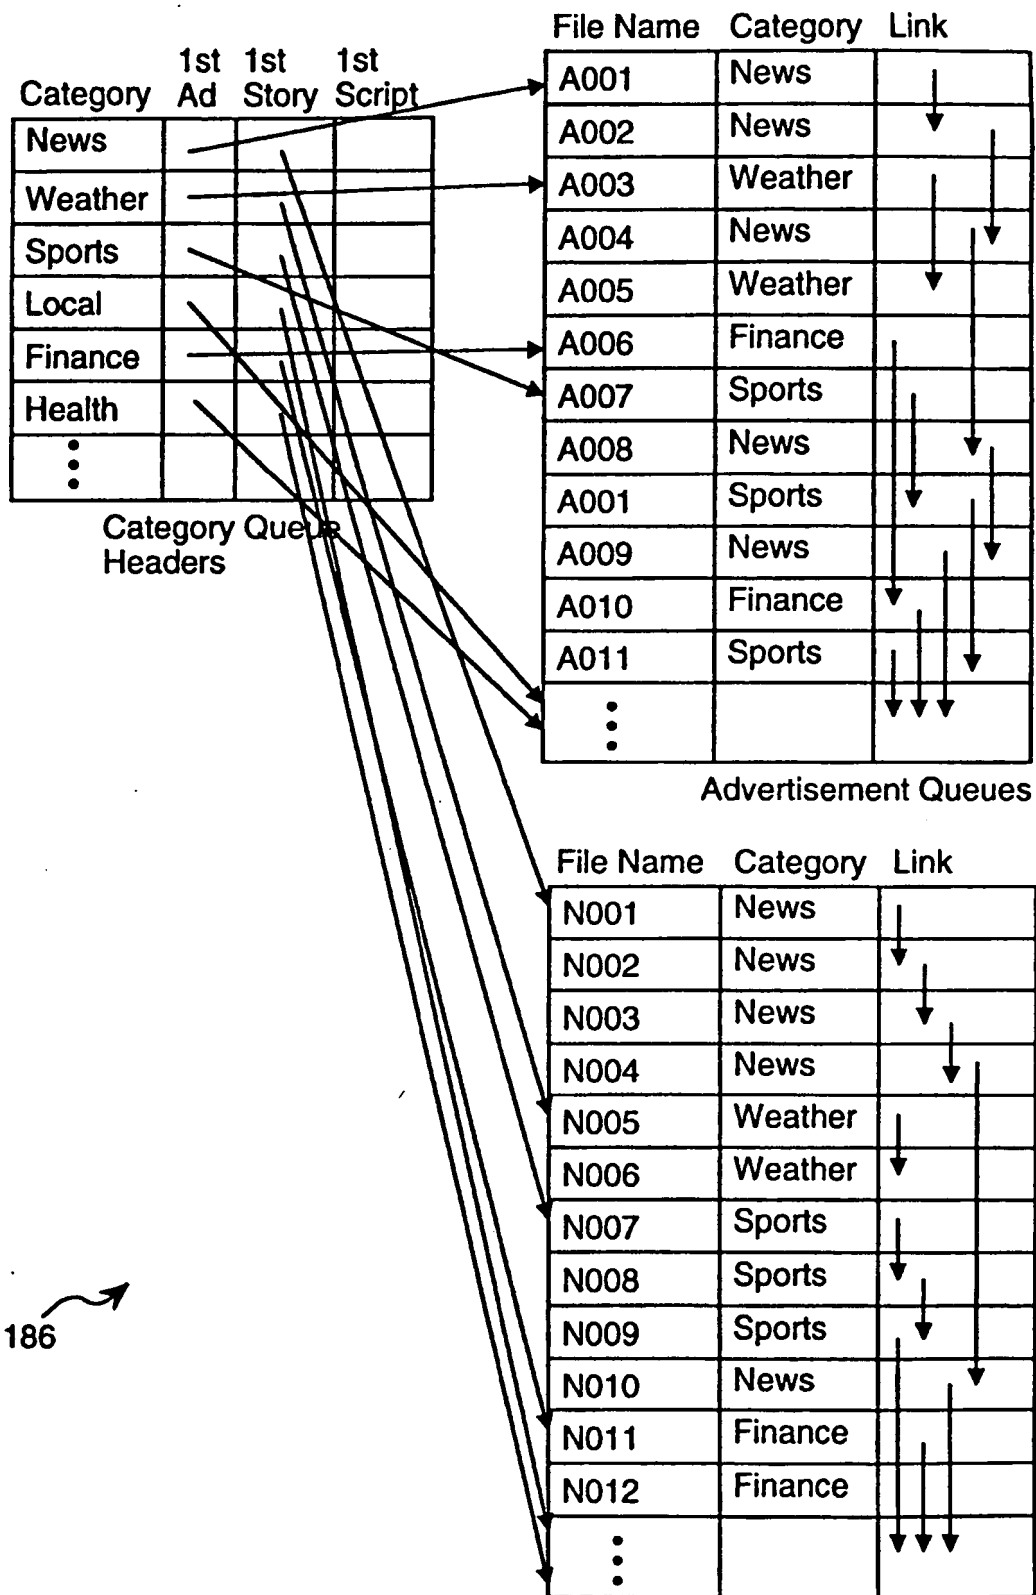 Category 1st Ad 1st Story 1st Script
News
Weather
Sports
Local
Finance
Health
Category Queue
Headers
File Name Category Link
A001 News
A002 News
A003 Weather
A004 News
A005 Weather
A006 Finance
A007 Sports
A008 News
A001 Sports
A009 News
A010 Finance
A011 Sports
Advertisement Queues
File Name Category Link
N001 News
N002 News
N003 News
N004 News
N005 Weather
N006 Weather
N007 Sports
N008 Sports
N009 Sports
N010 News
N011 Finance
N012 Finance
186